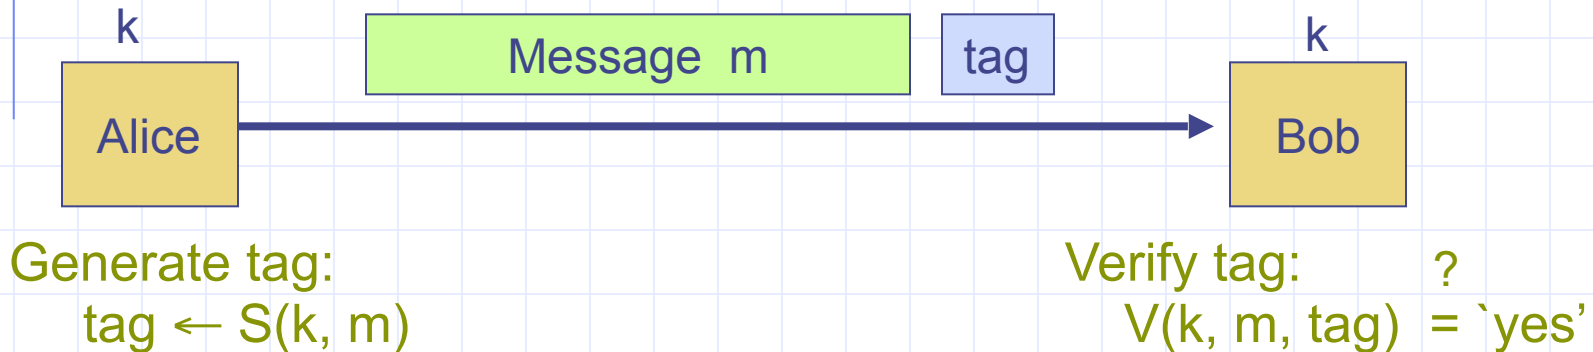 k
Message m
tag
k
Alice
Bob
Generate tag:
tag ← S(k, m)
Verify tag:
?
V(k, m, tag) = `yes’